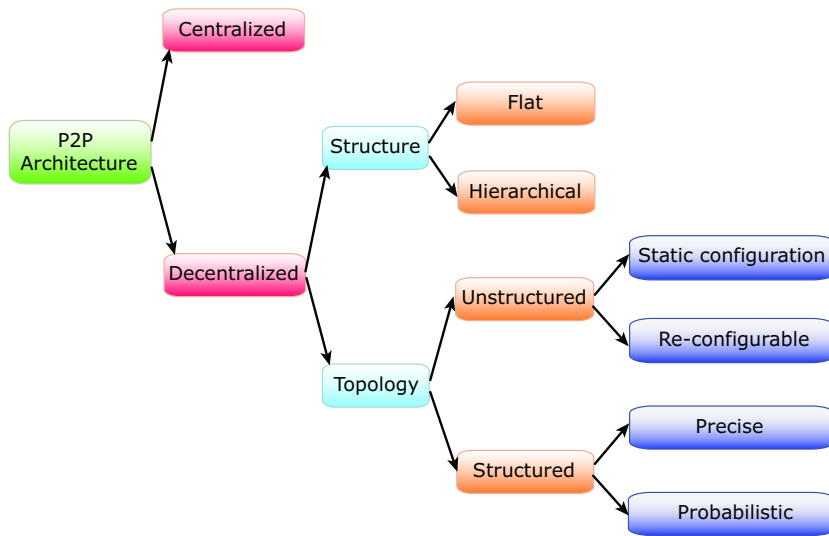 Centralized
P2P
Architecture
Decentralized
Structure
Topology
Flat
Hierarchical
Unstructured
Structured
Static configuration
Re-configurable
Precise
Probabilistic